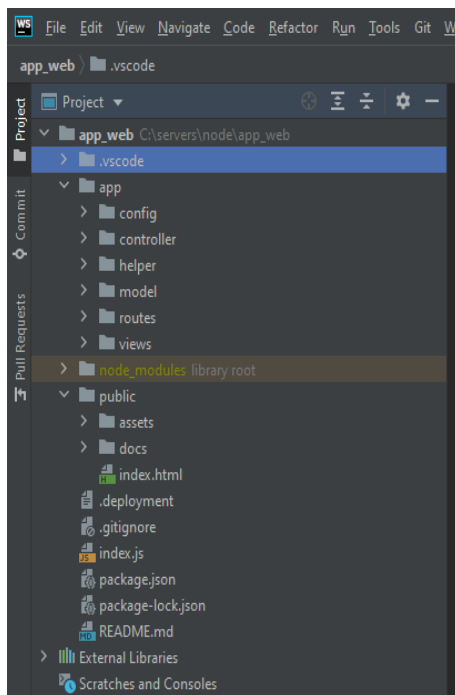 WS File Edit View Navigate Code Refactor Run Tools Git W
app_web .vscode
Project
Project
Commit
Pull Requests
app_web C:\servers\node\app_web
.vscode
app
config
controller
helper
model
routes
views
node_modules library root
public
assets
docs
index.html
.deployment
.gitignore
index.js
package.json
package-lock.json
README.md
External Libraries
Scratches and Consoles